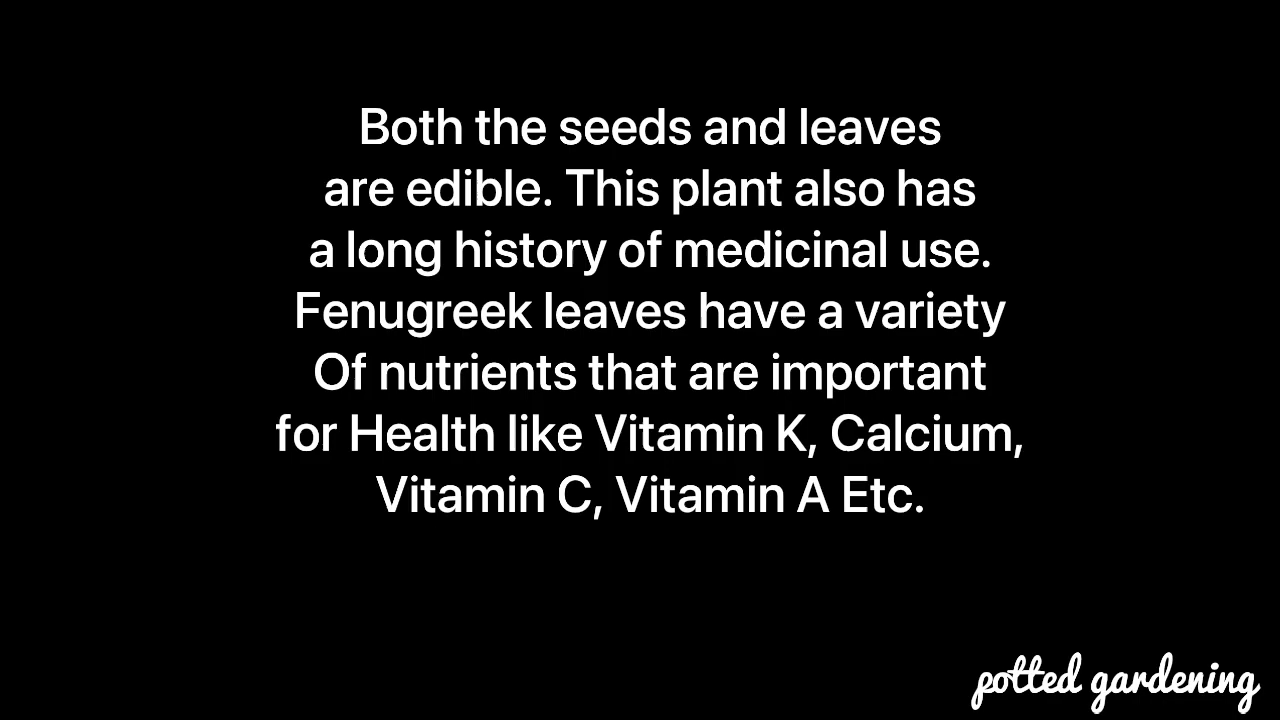 Both the seeds and leaves
are edible. This plant also has
a long history of medicinal use.
Fenugreek leaves have a variety
Of nutrients that are important
for Health like Vitamin K, Calcium,
Vitamin C, Vitamin A Etc.
potted gardening